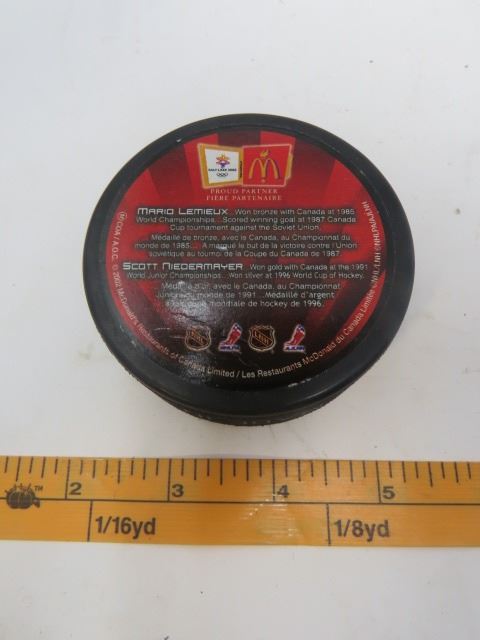 SALT LAKE 2002
PROUD PARTNER
FIÈRE PARTENAIRE
MARIO LEMIEUX...Won bronze with Canada at 1985
World Championships...Scored winning goal at 1987 Canada
Cup tournament against the Soviet Union.
Médaille de bronze, avec le Canada, au Championnat du
monde de 1985... A marqué le but de la victoire contre l'Union
soviétique au tournoi de la Coupe du Canada de 1987.
SCOTT NIEDERMAYER...Won gold with Canada at the 1991
World Junior Championships...Won silver at 1996 World Cup of Hockey.
Médaille d'or avec le Canada, au Championnat
Junior du monde de 1991...Médaille d'argent
mondiale de hockey de 1996.
COA / A.O.C. © 2002 McDonald's Restaurants of Canada Limited / Les Restaurants McDonald du Canada Limitée
2 3 4 5
TM
1/16yd 1/8yd